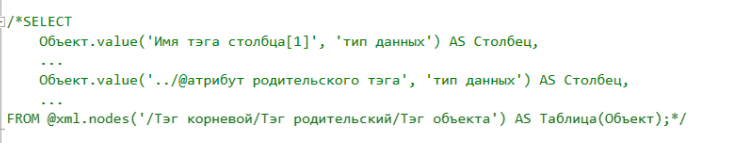 /*SELECT
Объект.value('Имя тэга столбца[1]', 'тип данных') AS Столбец,
...
Объект.value('../@атрибут родительского тэга', 'тип данных') AS Столбец,
...
FROM @xml.nodes('/Тэг корневой/Тэг родительский/Тэг объекта') AS Таблица(Объект);*/